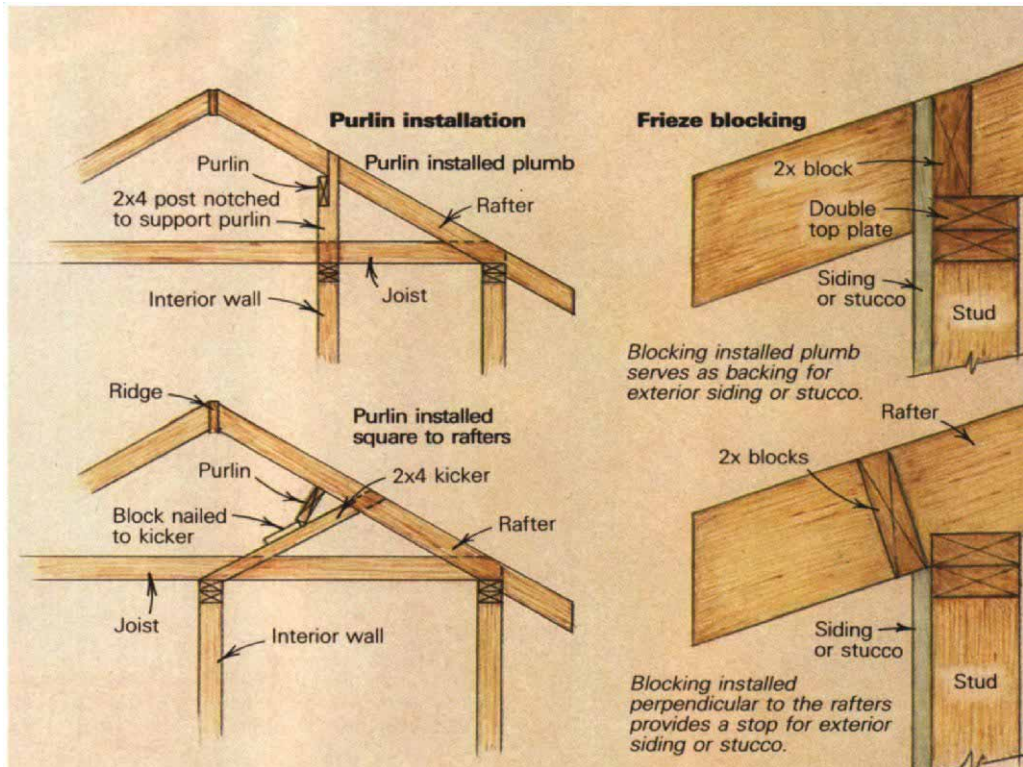 Purlin installation
Purlin installed plumb
Purlin
2x4 post notched
to support purlin
Rafter
Interior wall
Joist
Ridge
Purlin installed
square to rafters
Purlin
2x4 kicker
Block nailed
to kicker
Rafter
Joist
Interior wall
Frieze blocking
2x block
Double
top plate
Siding
or stucco
Stud
Blocking installed plumb
serves as backing for
exterior siding or stucco.
Rafter
2x blocks
Siding
or stucco
Stud
Blocking installed
perpendicular to the rafters
provides a stop for exterior
siding or stucco.